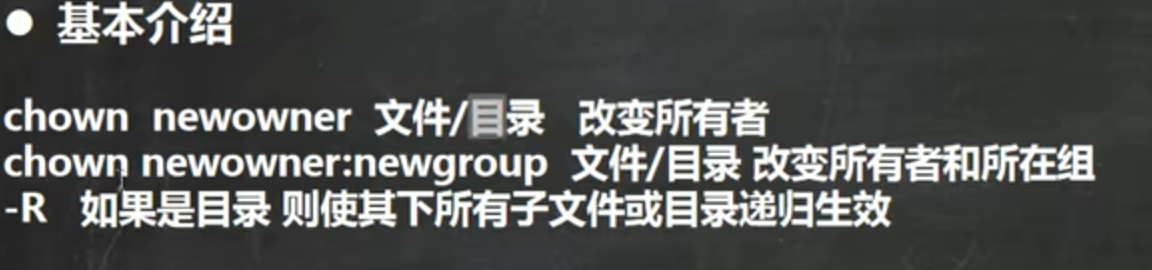 ● 基本介绍
chown newowner 文件/目录 改变所有者
chown newowner:newgroup 文件/目录 改变所有者和所在组
-R 如果是目录 则使其下所有子文件或目录递归生效